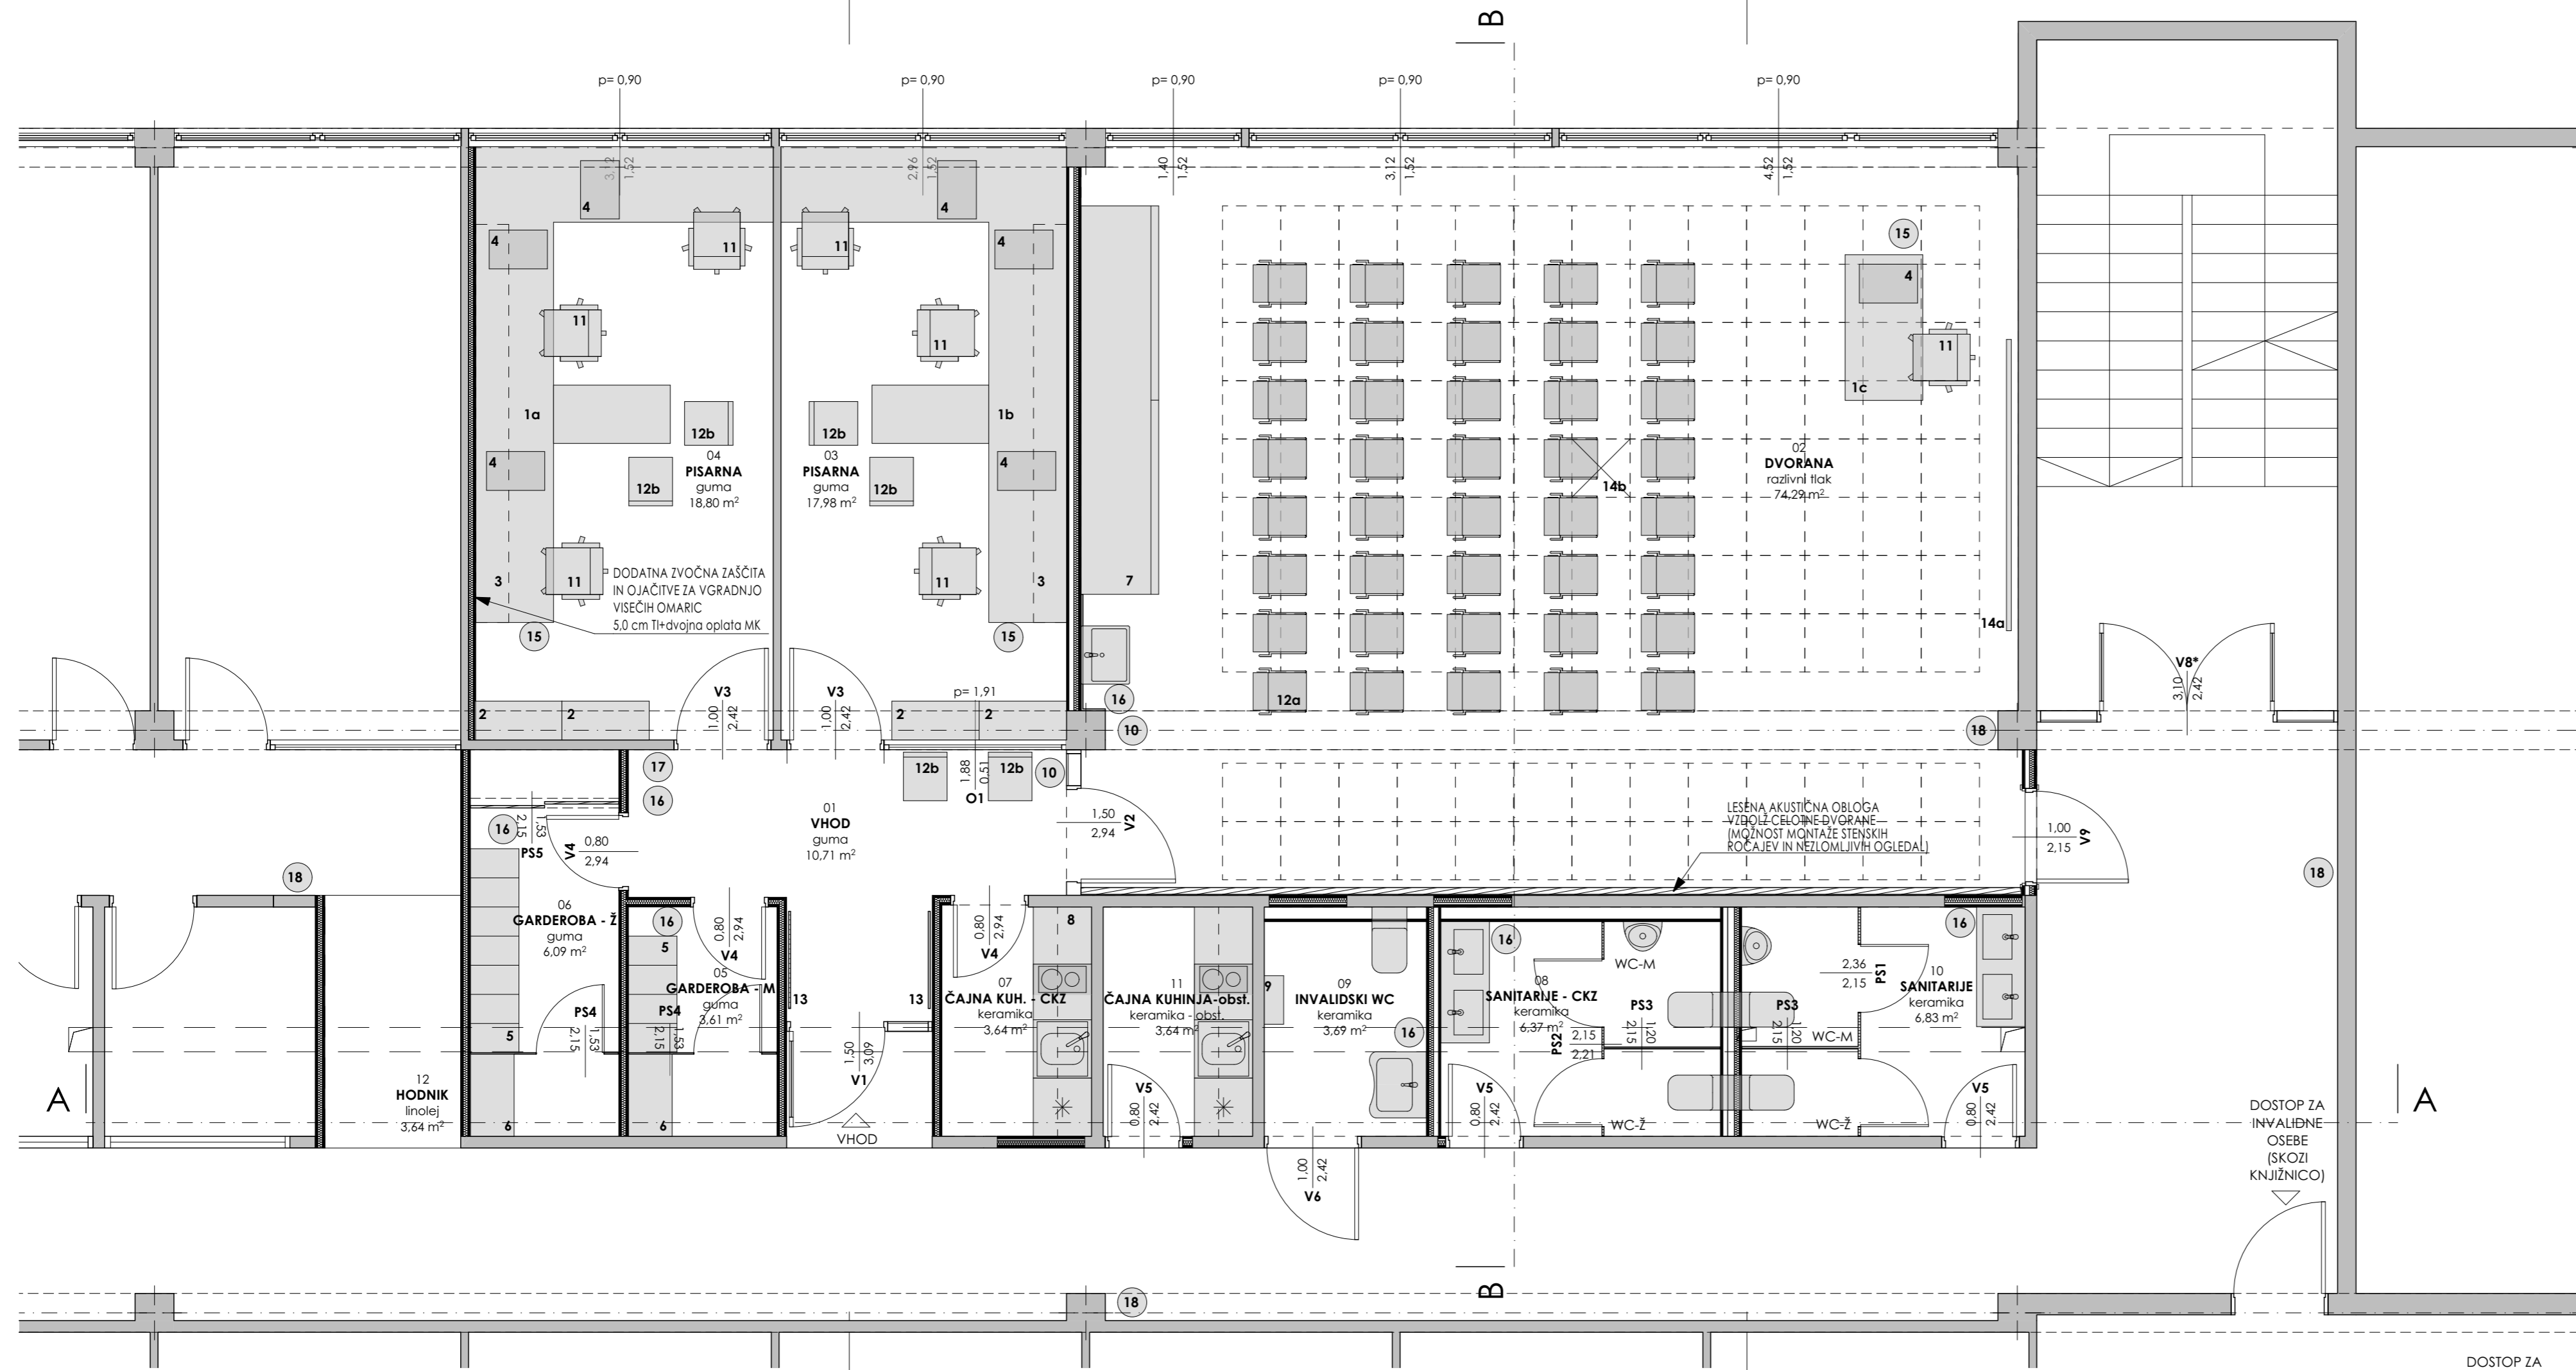 B
p= 0,90
p= 0,90
p= 0,90
p= 0,90
p= 0,90
3,12
1,52
2,96
1,52
1,40
1,52
3,12
1,52
4,52
1,52
4
4
4
4
11
11
11
11
15
4
11
1c
1a
1b
12b
12b
04
PISARNA
guma
18,80 m²
03
PISARNA
guma
17,98 m²
4
4
12b
12b
02
DVORANA
razlivni tlak
74,29 m²
14b
3
11
DODATNA ZVOČNA ZAŠČITA
IN OJAČITVE ZA VGRADNJO
VISEČIH OMARIC
5,0 cm TI+dvojna oplata MK
11
3
7
15
15
14a
16
12a
2
2
V3
1,00
2,42
V3
1,00
2,42
p= 1,91
2
2
10
18
V8*
3,10
2,42
17
16
12b
1,88
0,51
O1
12b
10
16
1,53
2,15
PS5
V4
0,80
2,94
01
VHOD
guma
10,71 m²
1,50
2,94
V2
LESENA AKUSTIČNA OBLOGA
VZDOLŽ CELOTNE DVORANE
(MOŽNOST MONTAŽE STENSKIH
ROČAJEV IN NEZLOMLJIVIH OGLEDAL)
1,00
2,15
V9
18
18
06
GARDEROBA - Ž
guma
6,09 m²
16
5
0,80
2,94
V4
05
GARDEROBA - M
guma
3,61 m²
13
13
0,80
2,94
V4
8
07
ČAJNA KUH. - CKZ
keramika
3,64 m²
11
ČAJNA KUHINJA-obst.
keramika - obst.
3,64 m²
9
09
INVALIDSKI WC
keramika
3,69 m²
16
16
08
SANITARIJE - CKZ
keramika
6,37 m²
WC-M
PS3
1,20
2,15
PS2
2,15
2,21
PS3
1,20
2,15
WC-M
2,36
2,15
PS1
16
10
SANITARIJE
keramika
6,83 m²
5
PS4
1,53
2,15
PS4
1,53
2,15
1,50
3,09
V1
VHOD
12
HODNIK
linolej
3,64 m²
6
6
V5
0,80
2,42
V5
0,80
2,42
WC-Ž
WC-Ž
V5
0,80
2,42
1,00
2,42
V6
A
A
DOSTOP ZA
INVALIDNE
OSEBE
(SKOZI
KNJIŽNICO)
B
18
DOSTOP ZA